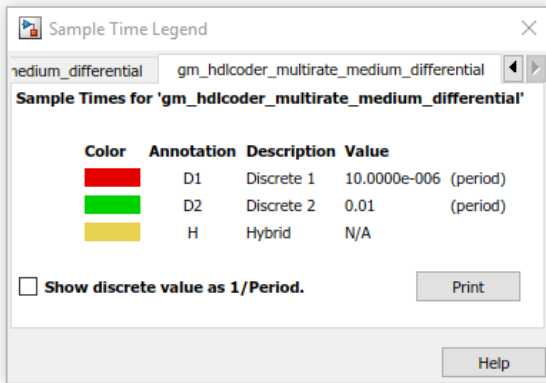 Sample Time Legend
nedium_differential gm_hdlcoder_multirate_medium_differential
Sample Times for 'gm_hdlcoder_multirate_medium_differential'
Color Annotation Description Value
D1 Discrete 1 10.0000e-006 (period)
D2 Discrete 2 0.01 (period)
H Hybrid N/A
Show discrete value as 1/Period. Print
Help